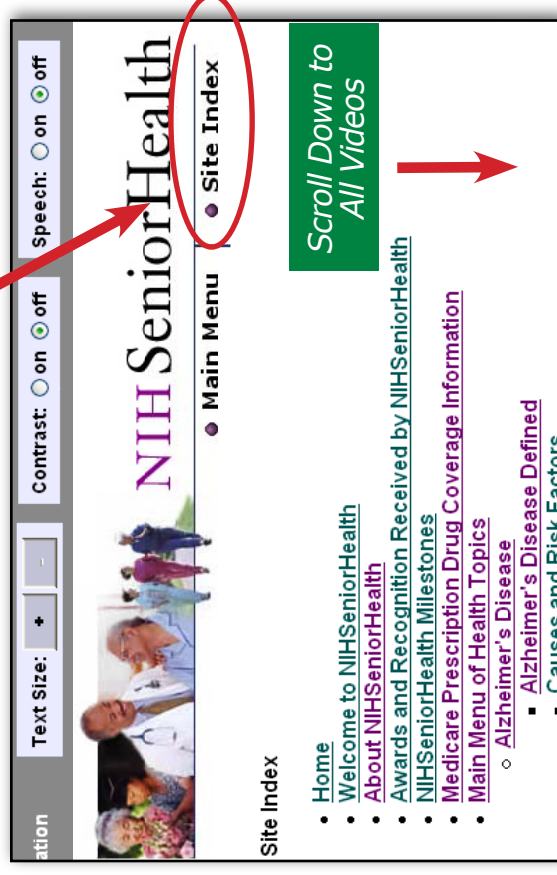 ation
Text Size: + -
Contrast: on off
Speech: on off
NIHSeniorHealth
Main Menu
Site Index
Site Index
Scroll Down to
All Videos
• Home
• Welcome to NIHSeniorHealth
• About NIHSeniorHealth
• Awards and Recognition Received by NIHSeniorHealth
• NIHSeniorHealth Milestones
• Medicare Prescription Drug Coverage Information
• Main Menu of Health Topics
○ Alzheimer's Disease
▪ Alzheimer's Disease Defined
▪ Causes and Risk Factors